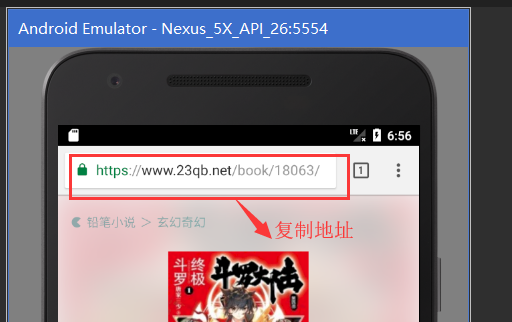 Android Emulator - Nexus_5X_API_26:5554
LTE 6:56
https://www.23qb.net/book/18063/ 1
复制地址
铅笔小说 > 玄幻奇幻
终极斗罗
斗罗大陆